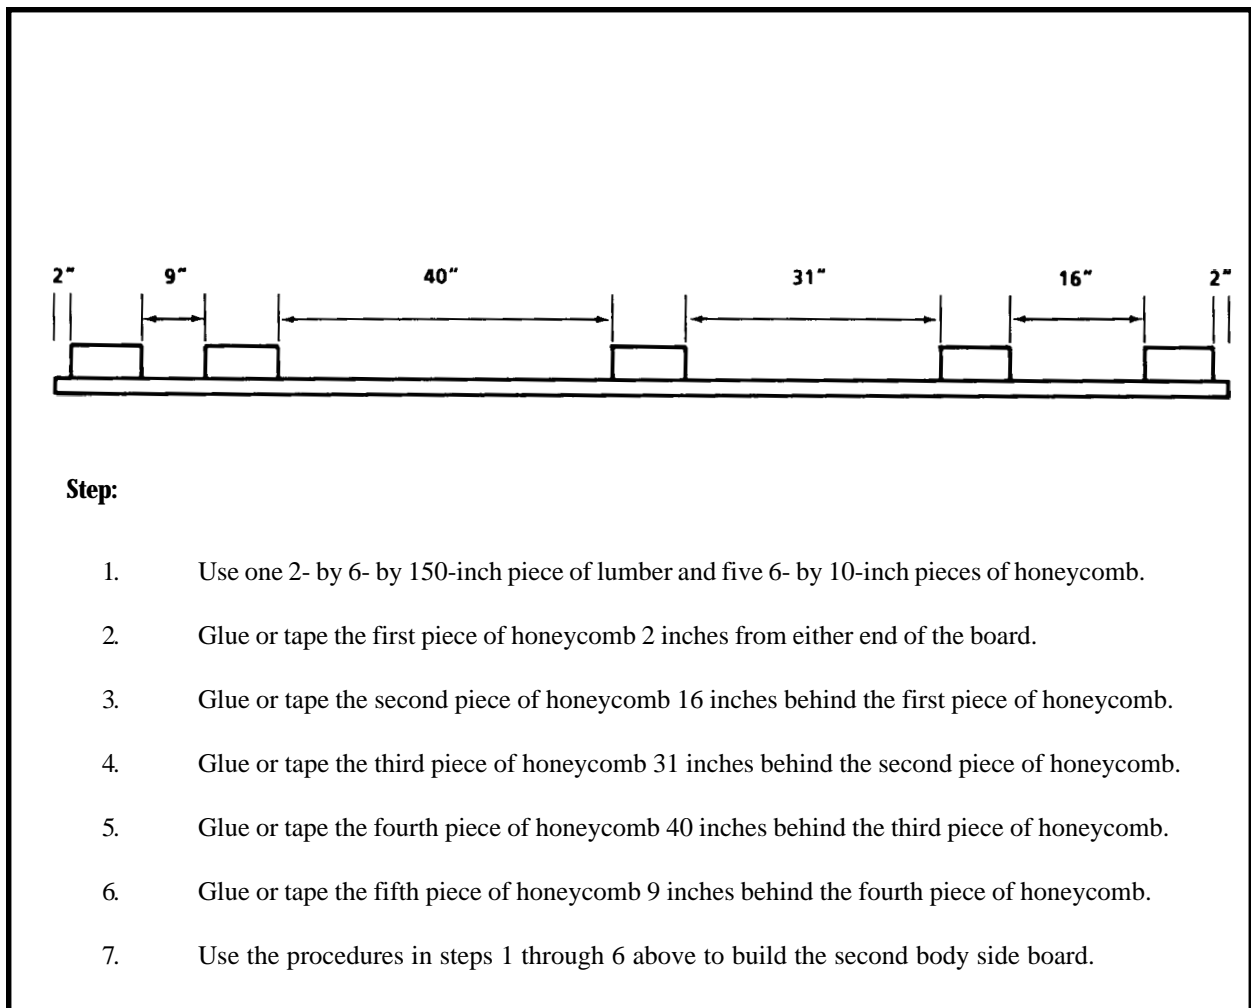 2" 9" 40" 31" 16" 2"
Step:
1. Use one 2- by 6- by 150-inch piece of lumber and five 6- by 10-inch pieces of honeycomb.
2. Glue or tape the first piece of honeycomb 2 inches from either end of the board.
3. Glue or tape the second piece of honeycomb 16 inches behind the first piece of honeycomb.
4. Glue or tape the third piece of honeycomb 31 inches behind the second piece of honeycomb.
5. Glue or tape the fourth piece of honeycomb 40 inches behind the third piece of honeycomb.
6. Glue or tape the fifth piece of honeycomb 9 inches behind the fourth piece of honeycomb.
7. Use the procedures in steps 1 through 6 above to build the second body side board.